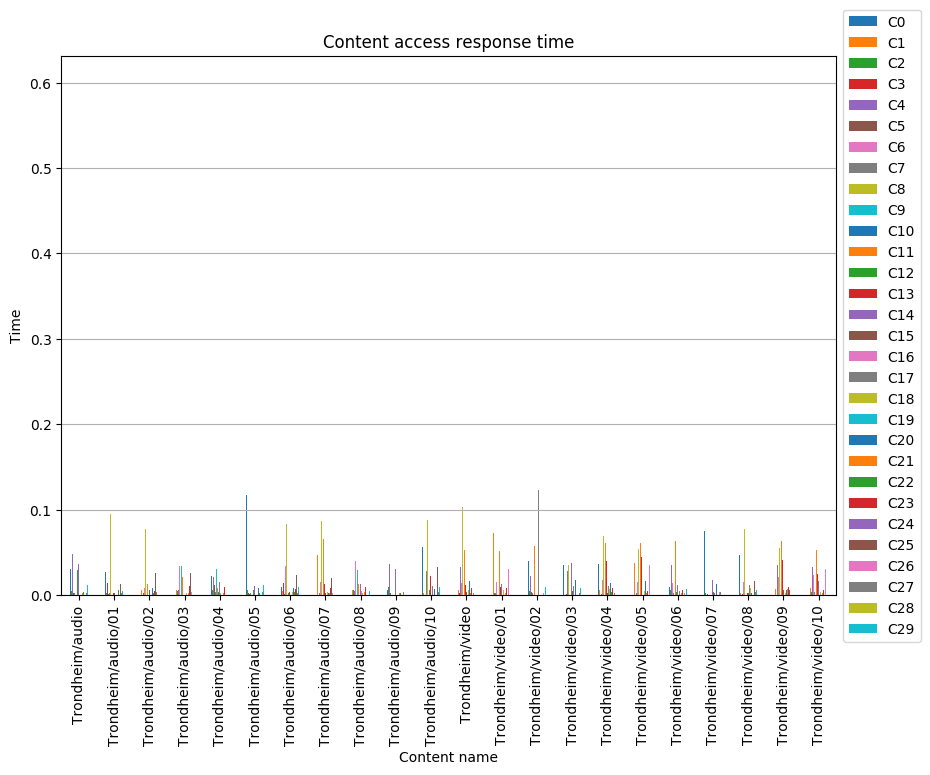 Content access response time
Time
0.6
0.5
0.4
0.3
0.2
0.1
0.0
Trondheim/audio
Trondheim/audio/01
Trondheim/audio/02
Trondheim/audio/03
Trondheim/audio/04
Trondheim/audio/05
Trondheim/audio/06
Trondheim/audio/07
Trondheim/audio/08
Trondheim/audio/09
Trondheim/audio/10
Trondheim/video
Trondheim/video/01
Trondheim/video/02
Trondheim/video/03
Trondheim/video/04
Trondheim/video/05
Trondheim/video/06
Trondheim/video/07
Trondheim/video/08
Trondheim/video/09
Trondheim/video/10
Content name
C0
C1
C2
C3
C4
C5
C6
C7
C8
C9
C10
C11
C12
C13
C14
C15
C16
C17
C18
C19
C20
C21
C22
C23
C24
C25
C26
C27
C28
C29